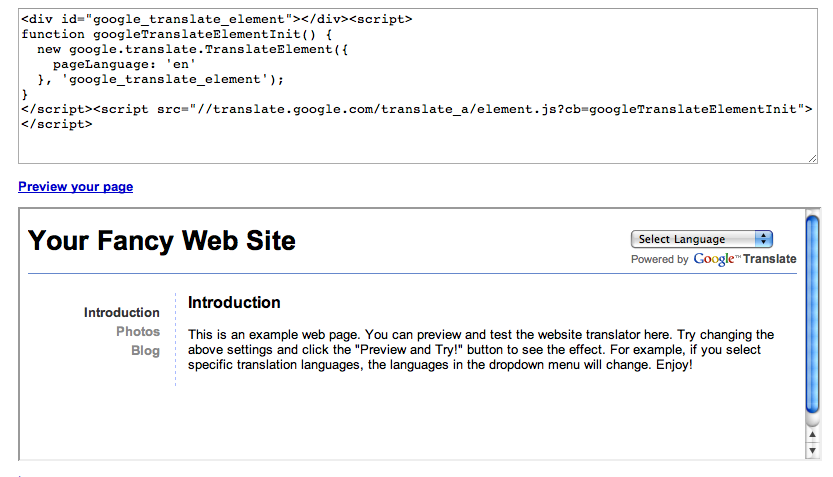 <div id="google_translate_element"></div><script>
function googleTranslateElementInit() {
  new google.translate.TranslateElement({
    pageLanguage: 'en'
  }, 'google_translate_element');
}
</script><script src="//translate.google.com/translate_a/element.js?cb=googleTranslateElementInit">
</script>
Preview your page
Your Fancy Web Site
Select Language
Powered by Google™ Translate
Introduction
Photos
Blog
Introduction
This is an example web page. You can preview and test the website translator here. Try changing the
above settings and click the "Preview and Try!" button to see the effect. For example, if you select
specific translation languages, the languages in the dropdown menu will change. Enjoy!